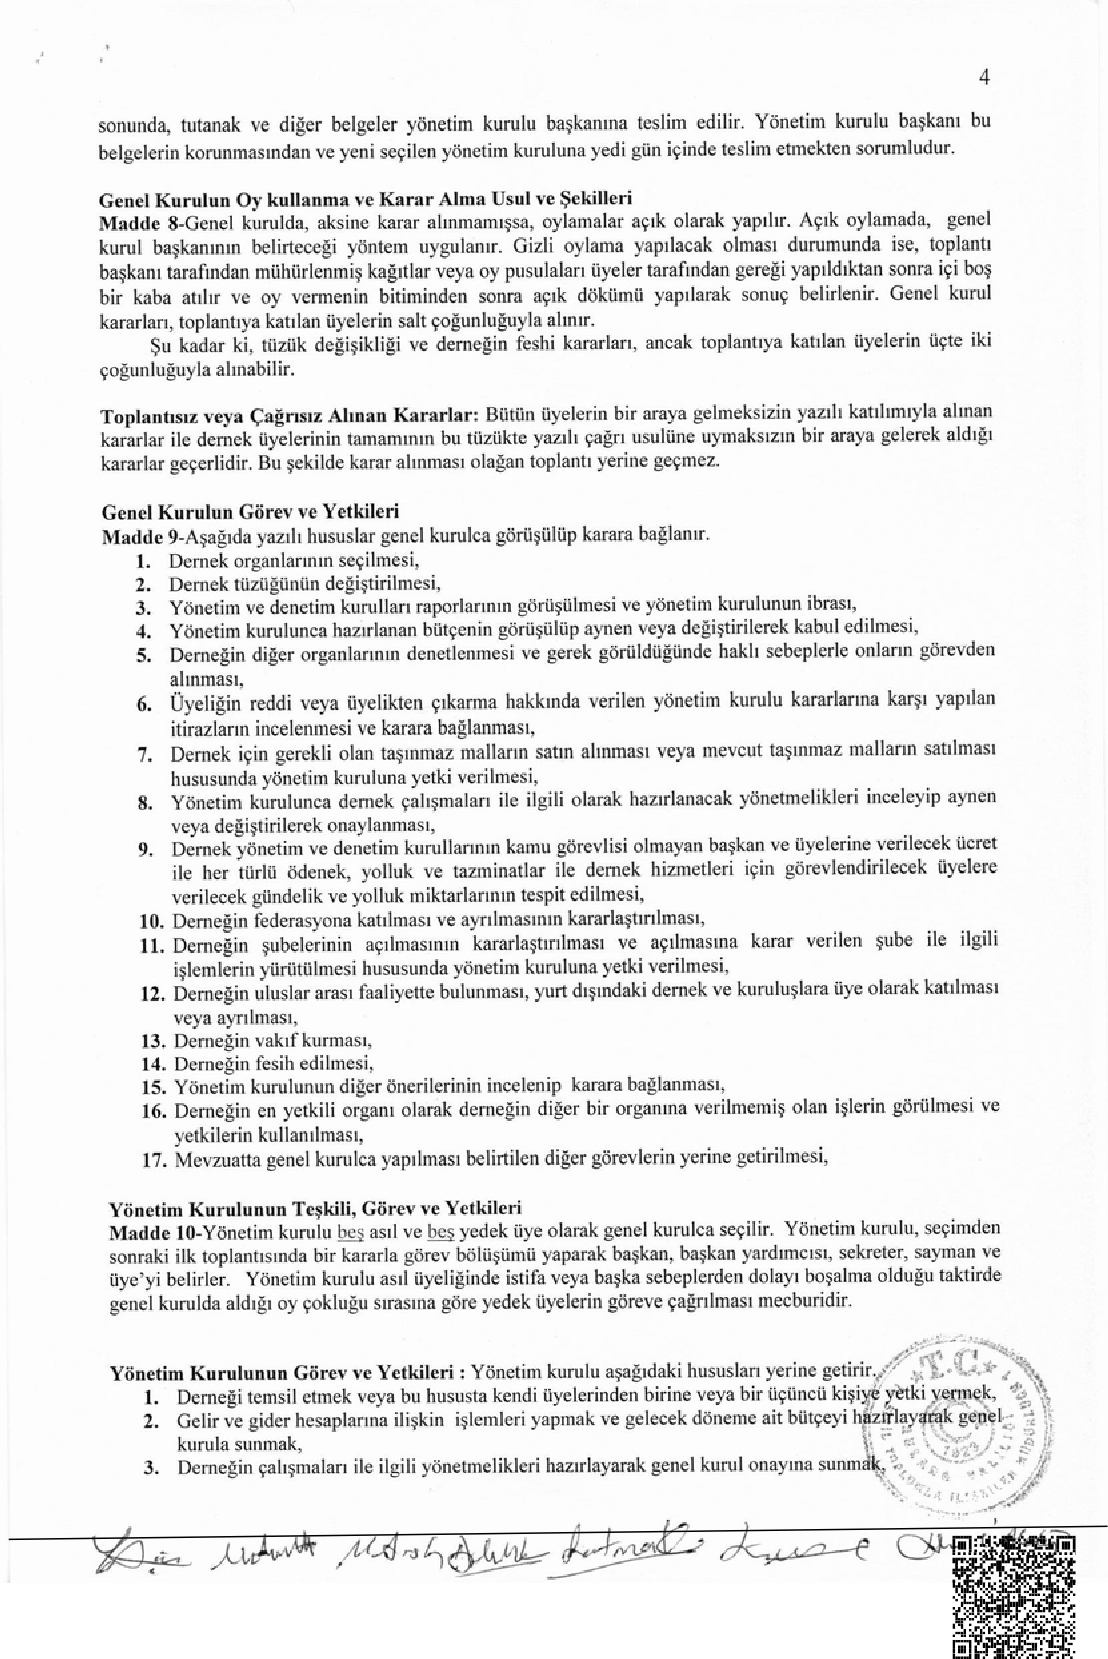 4
sonunda, tutanak ve diğer belgeler yönetim kurulu başkanına teslim edilir. Yönetim kurulu başkanı bu
belgelerin korunmasından ve yeni seçilen yönetim kuruluna yedi gün içinde teslim etmekten sorumludur.
Genel Kurulun Oy kullanma ve Karar Alma Usul ve Şekilleri
Madde 8-Genel kurulda, aksine karar alınmamışsa, oylamalar açık olarak yapılır. Açık oylamada, genel
kurul başkanının belirteceği yöntem uygulanır. Gizli oylama yapılacak olması durumunda ise, toplantı
başkanı tarafından mühürlenmiş kağıtlar veya oy pusulaları üyeler tarafından gereği yapıldıktan sonra içi boş
bir kaba atılır ve oy vermenin bitiminden sonra açık dökümü yapılarak sonuç belirlenir. Genel kurul
kararları, toplantıya katılan üyelerin salt çoğunluğuyla alınır.
Şu kadar ki, tüzük değişikliği ve derneğin feshi kararları, ancak toplantıya katılan üyelerin üçte iki
çoğunluğuyla alınabilir.
Toplantısız veya Çağrısız Alınan Kararlar: Bütün üyelerin bir araya gelmeksizin yazılı katılımıyla alınan
kararlar ile dernek üyelerinin tamamının bu tüzükte yazılı çağrı usulüne uymaksızın bir araya gelerek aldığı
kararlar geçerlidir. Bu şekilde karar alınması olağan toplantı yerine geçmez.
Genel Kurulun Görev ve Yetkileri
Madde 9-Aşağıda yazılı hususlar genel kurulca görüşülüp karara bağlanır.
1. Dernek organlarının seçilmesi,
2. Dernek tüzüğünün değiştirilmesi,
3. Yönetim ve denetim kurulları raporlarının görüşülmesi ve yönetim kurulunun ibrası,
4. Yönetim kurulunca hazırlanan bütçenin görüşülüp aynen veya değiştirilerek kabul edilmesi,
5. Derneğin diğer organlarının denetlenmesi ve gerek görüldüğünde haklı sebeplerle onların görevden
alınması,
6. Üyeliğin reddi veya üyelikten çıkarma hakkında verilen yönetim kurulu kararlarına karşı yapılan
itirazların incelenmesi ve karara bağlanması,
7. Dernek için gerekli olan taşınmaz malların satın alınması veya mevcut taşınmaz malların satılması
hususunda yönetim kuruluna yetki verilmesi,
8. Yönetim kurulunca dernek çalışmaları ile ilgili olarak hazırlanacak yönetmelikleri inceleyip aynen
veya değiştirilerek onaylanması,
9. Dernek yönetim ve denetim kurullarının kamu görevlisi olmayan başkan ve üyelerine verilecek ücret
ile her türlü ödenek, yolluk ve tazminatlar ile dernek hizmetleri için görevlendirilecek üyelere
verilecek gündelik ve yolluk miktarlarının tespit edilmesi,
10. Derneğin federasyona katılması ve ayrılmasının kararlaştırılması,
11. Derneğin şubelerinin açılmasının kararlaştırılması ve açılmasına karar verilen şube ile ilgili
işlemlerin yürütülmesi hususunda yönetim kuruluna yetki verilmesi,
12. Derneğin uluslar arası faaliyette bulunması, yurt dışındaki dernek ve kuruluşlara üye olarak katılması
veya ayrılması,
13. Derneğin vakıf kurması,
14. Derneğin fesih edilmesi,
15. Yönetim kurulunun diğer önerilerinin incelenip karara bağlanması,
16. Derneğin en yetkili organı olarak derneğin diğer bir organına verilmemiş olan işlerin görülmesi ve
yetkilerin kullanılması,
17. Mevzuatta genel kurulca yapılması belirtilen diğer görevlerin yerine getirilmesi,
Yönetim Kurulunun Teşkili, Görev ve Yetkileri
Madde 10-Yönetim kurulu beş asıl ve beş yedek üye olarak genel kurulca seçilir. Yönetim kurulu, seçimden
sonraki ilk toplantısında bir kararla görev bölüşümü yaparak başkan, başkan yardımcısı, sekreter, sayman ve
üye’yi belirler. Yönetim kurulu asıl üyeliğinde istifa veya başka sebeplerden dolayı boşalma olduğu taktirde
genel kurulda aldığı oy çokluğu sırasına göre yedek üyelerin göreve çağrılması mecburidir.
Yönetim Kurulunun Görev ve Yetkileri : Yönetim kurulu aşağıdaki hususları yerine getirir.
1. Derneği temsil etmek veya bu hususta kendi üyelerinden birine veya bir üçüncü kişiye yetki vermek,
2. Gelir ve gider hesaplarına ilişkin işlemleri yapmak ve gelecek döneme ait bütçeyi hazırlayarak genel
kurula sunmak,
3. Derneğin çalışmaları ile ilgili yönetmelikleri hazırlayarak genel kurul onayına sunmak,
T.C.